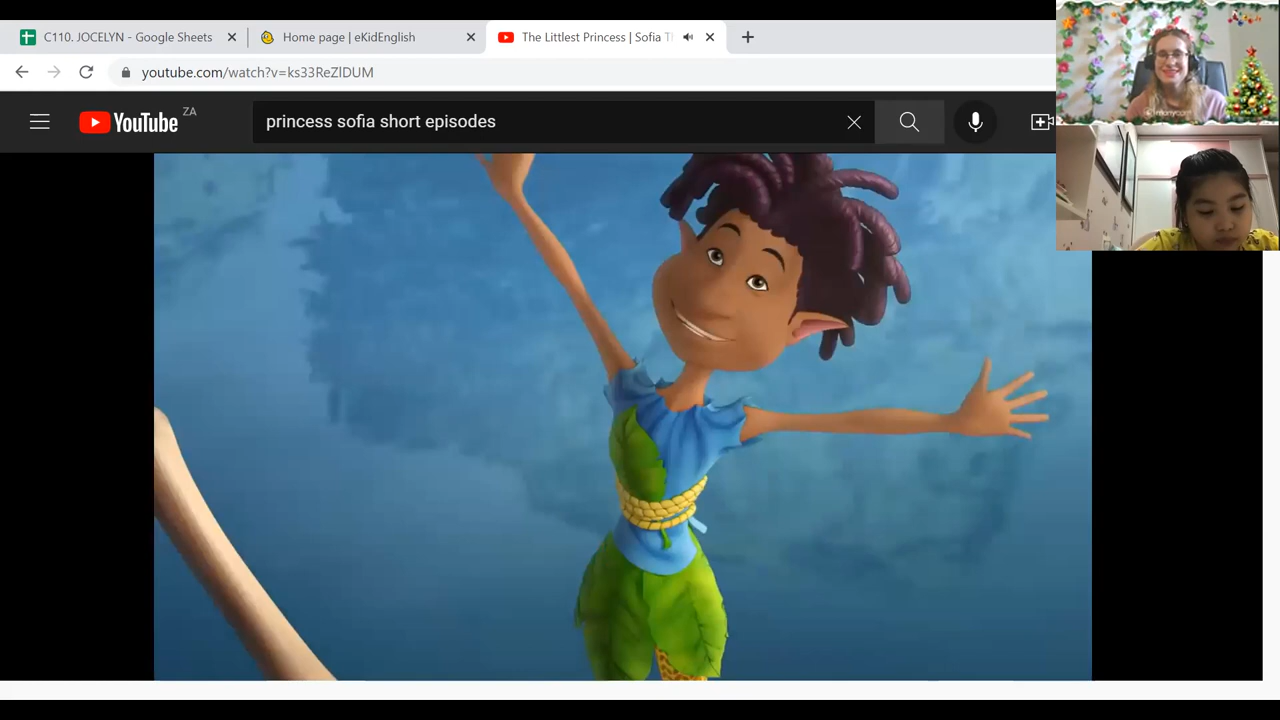 C110. JOCELYN - Google Sheets
Home page | eKidEnglish
The Littlest Princess | Sofia T
youtube.com/watch?v=ks33ReZlDUM
YouTube ZA
princess sofia short episodes